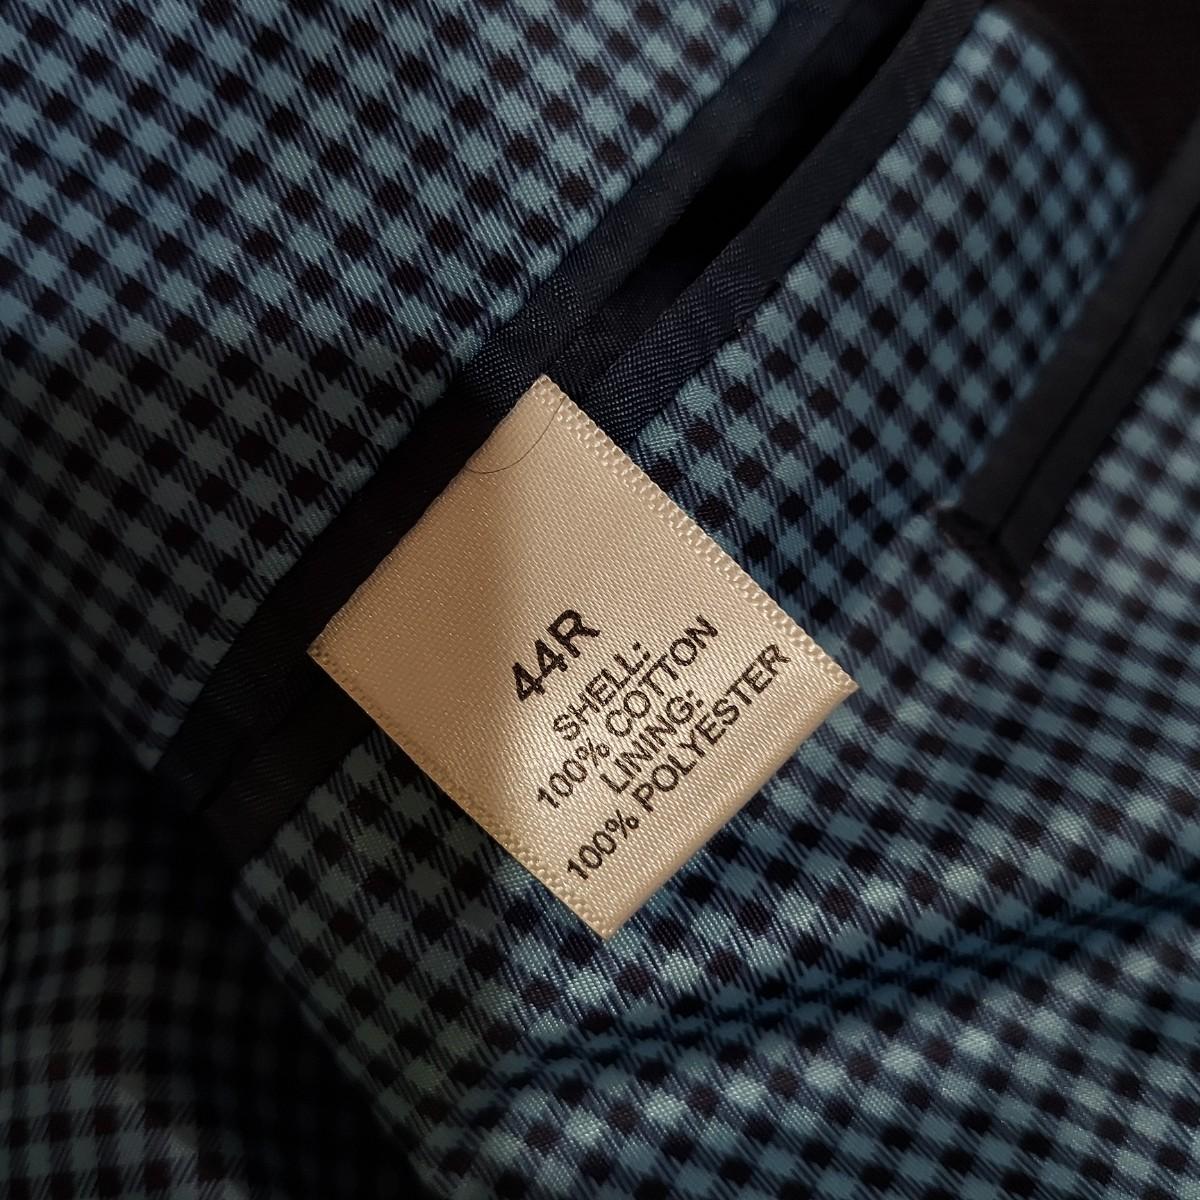 44R
SHELL:
100% COTTON
LINING:
100% POLYESTER